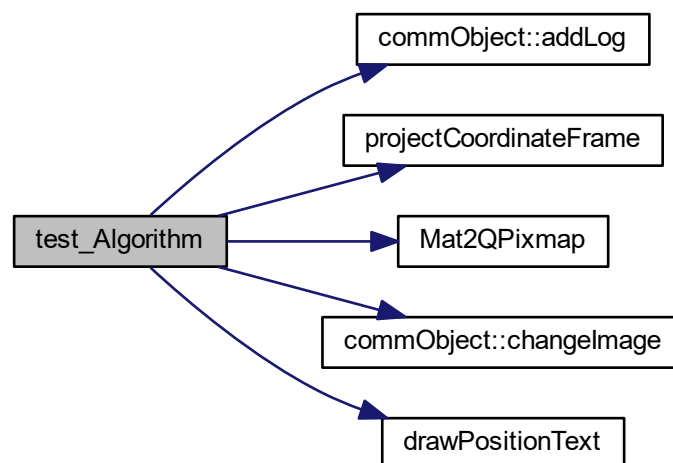 commObject::addLog
projectCoordinateFrame
test_Algorithm
Mat2QPixmap
commObject::changeImage
drawPositionText